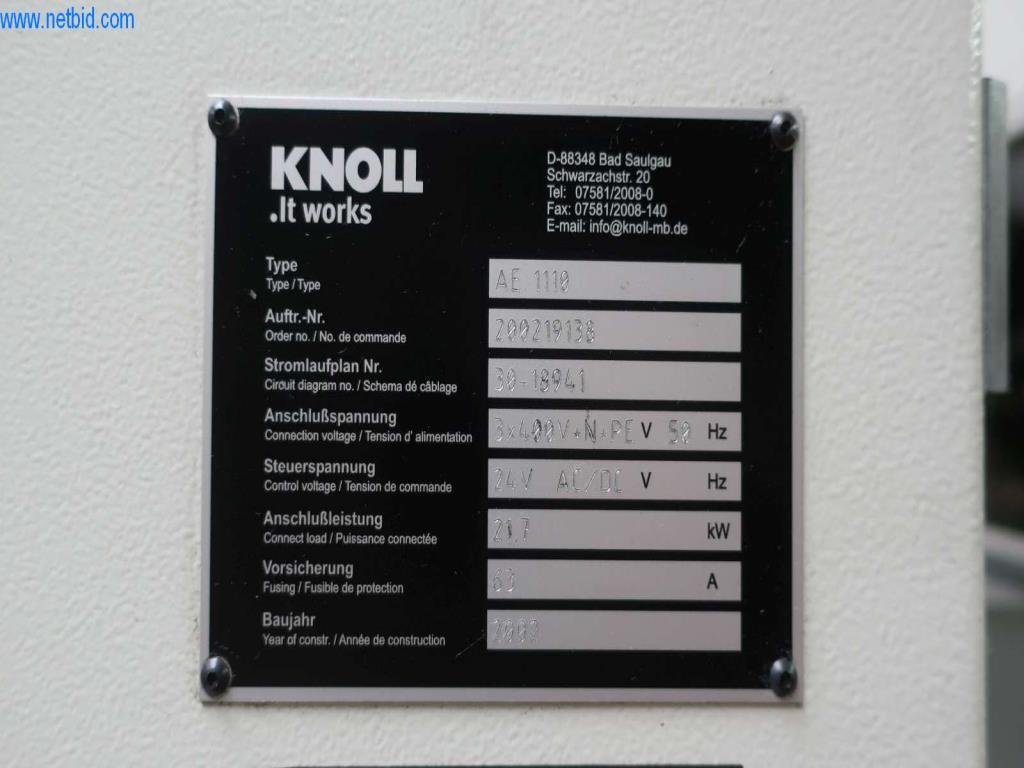 www.netbid.com
KNOLL
.It works
D-88348 Bad Saulgau
Schwarzachstr. 20
Tel: 07581/2008-0
Fax: 07581/2008-140
E-mail: info@knoll-mb.de
Type
Type / Type
AE 1110
Auftr.-Nr.
Order no. / No. de commande
200219138
Stromlaufplan Nr.
Circuit diagram no. / Schema dé câblage
30-18941
Anschlußspannung
Connection voltage / Tension d' alimentation
3x400V*N*PE V 50 Hz
Steuerspannung
Control voltage / Tension de commande
24V AC/DC V Hz
Anschlußleistung
Connect load / Puissance connectée
21,7 kW
Vorsicherung
Fusing / Fusible de protection
63 A
Baujahr
Year of constr. / Année de construction